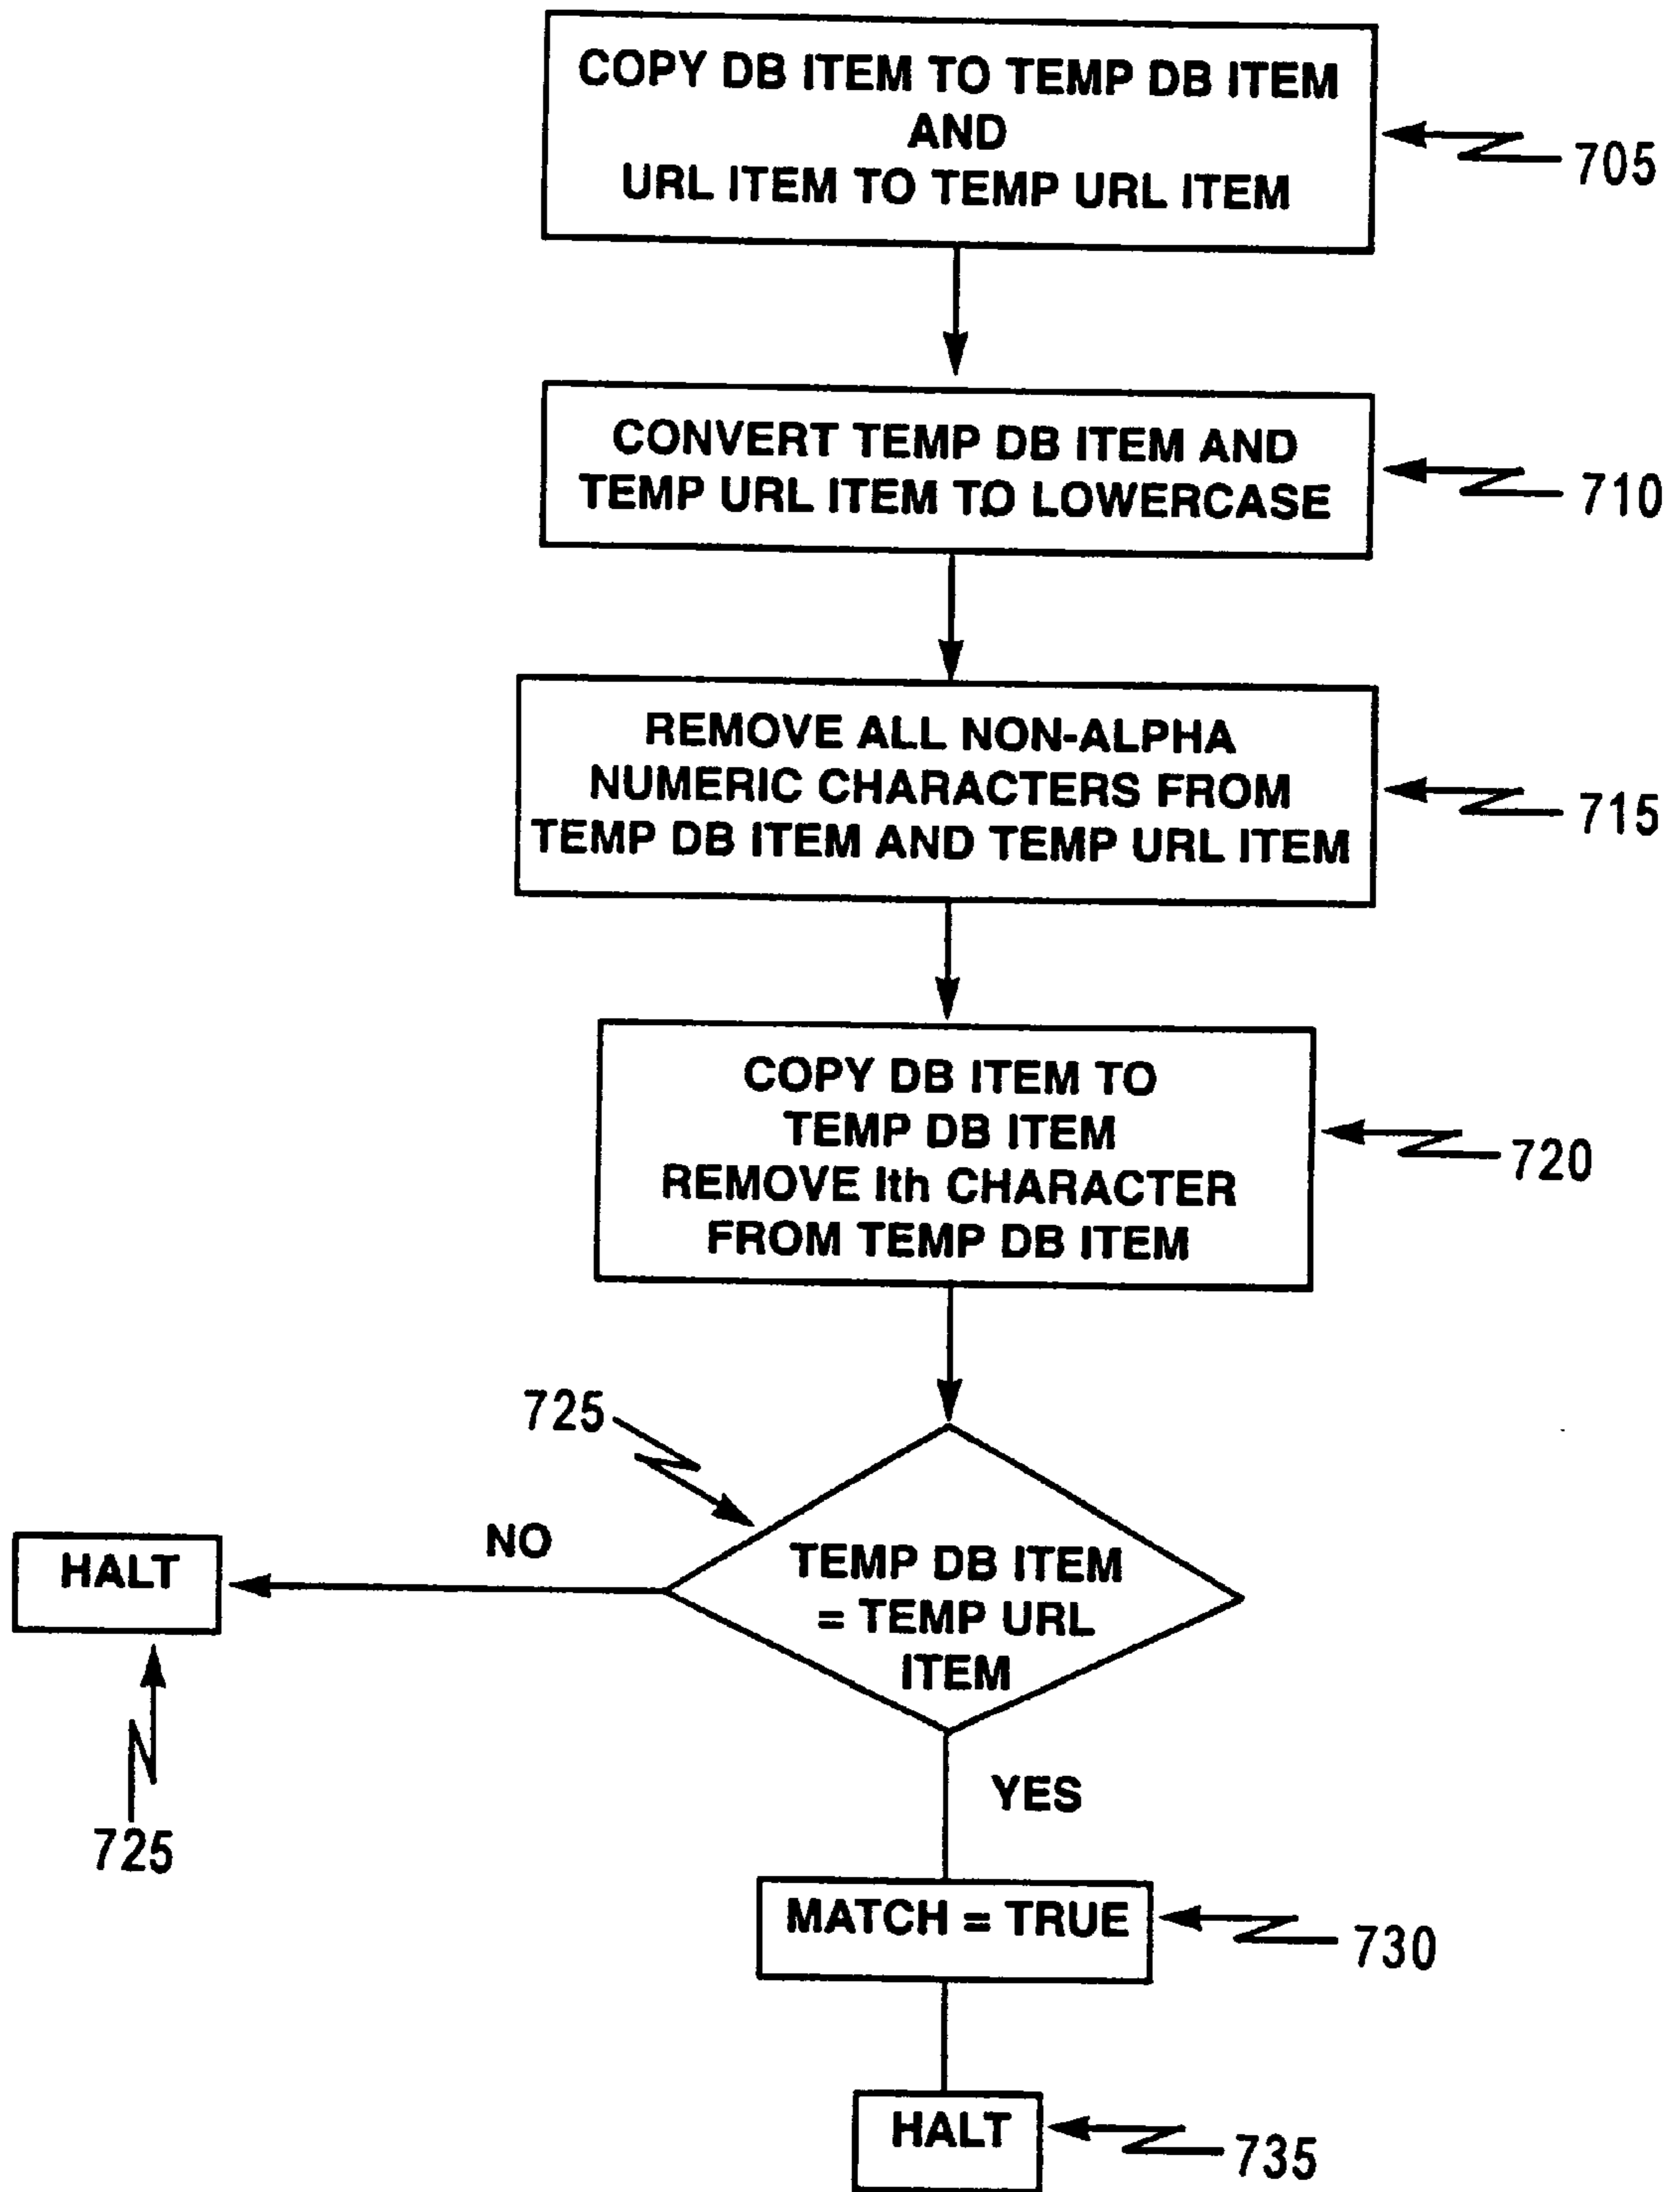 COPY DB ITEM TO TEMP DB ITEM
AND
URL ITEM TO TEMP URL ITEM
705
CONVERT TEMP DB ITEM AND
TEMP URL ITEM TO LOWERCASE
710
REMOVE ALL NON-ALPHA
NUMERIC CHARACTERS FROM
TEMP DB ITEM AND TEMP URL ITEM
715
COPY DB ITEM TO
TEMP DB ITEM
REMOVE Ith CHARACTER
FROM TEMP DB ITEM
720
725
NO
HALT
725
TEMP DB ITEM
= TEMP URL
ITEM
YES
MATCH = TRUE
730
HALT
735